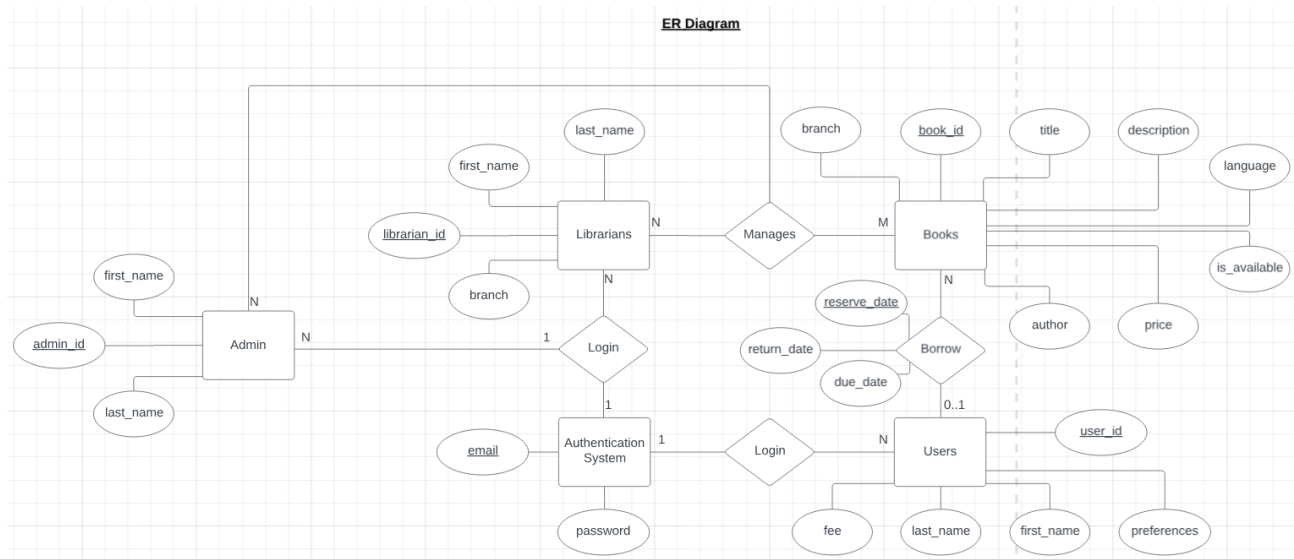 ER Diagram
last_name
branch
book_id
title
description
first_name
language
librarian_id
Librarians
N
Manages
M
Books
is_available
branch
N
N
reserve_date
author
price
first_name
N
admin_id
Admin
N
1
Login
return_date
Borrow
due_date
last_name
1
0..1
email
Authentication
System
1
Login
N
Users
user_id
password
fee
last_name
first_name
preferences